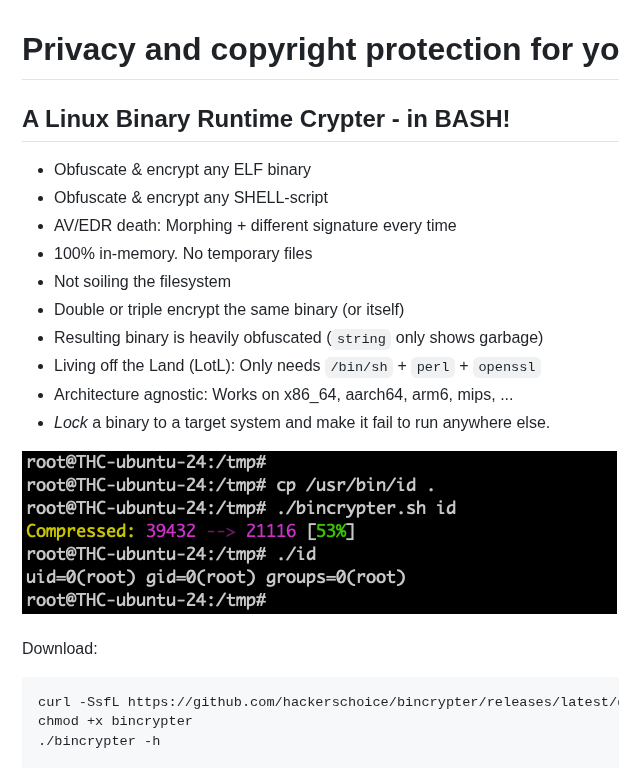 Privacy and copyright protection for yo
A Linux Binary Runtime Crypter - in BASH!
Obfuscate & encrypt any ELF binary
Obfuscate & encrypt any SHELL-script
AV/EDR death: Morphing + different signature every time
100% in-memory. No temporary files
Not soiling the filesystem
Double or triple encrypt the same binary (or itself)
Resulting binary is heavily obfuscated (string only shows garbage)
Living off the Land (LotL): Only needs /bin/sh + perl + openssl
Architecture agnostic: Works on x86_64, aarch64, arm6, mips, ...
Lock a binary to a target system and make it fail to run anywhere else.
root@THC-ubuntu-24:/tmp#
root@THC-ubuntu-24:/tmp# cp /usr/bin/id .
root@THC-ubuntu-24:/tmp# ./bincrypter.sh id
Compressed: 39432 --> 21116 [53%]
root@THC-ubuntu-24:/tmp# ./id
uid=0(root) gid=0(root) groups=0(root)
root@THC-ubuntu-24:/tmp#
Download:
curl -SsfL https://github.com/hackerschoice/bincrypter/releases/latest/
chmod +x bincrypter
./bincrypter -h